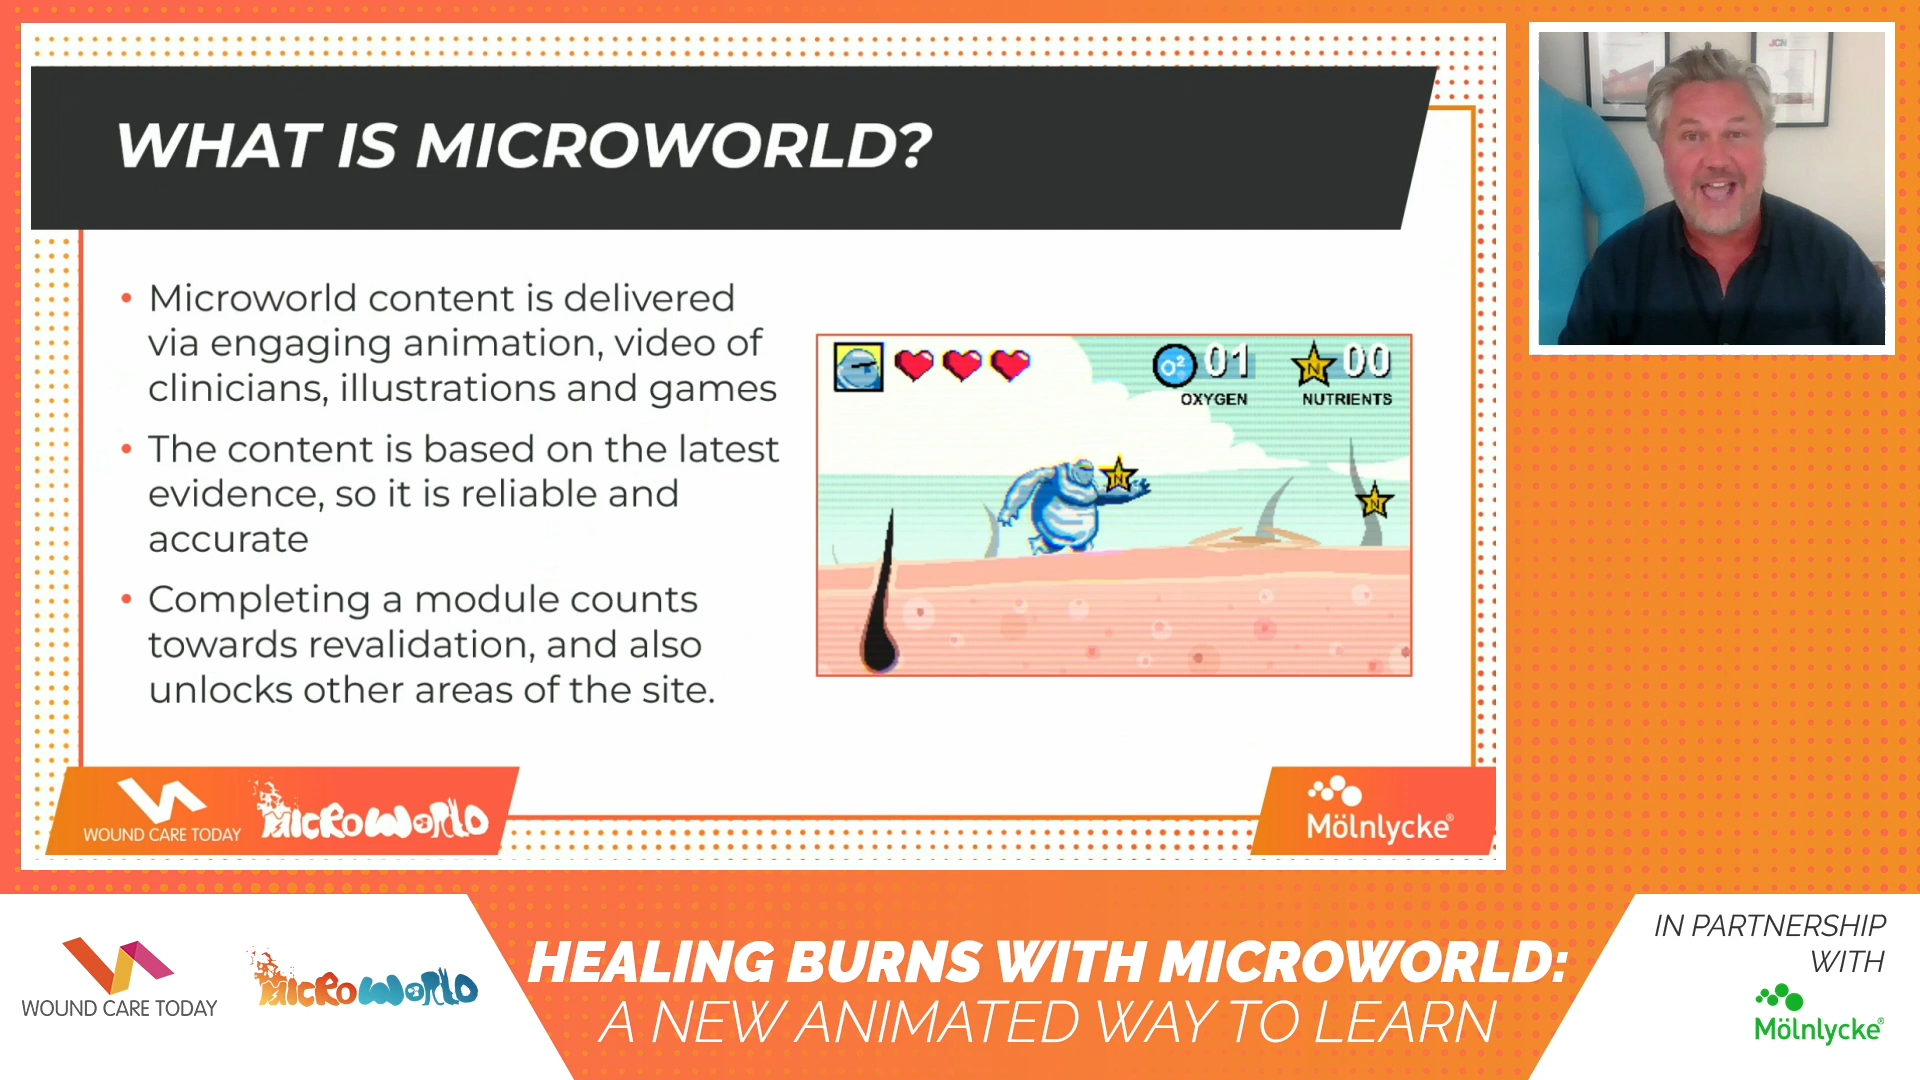 WHAT IS MICROWORLD?
• Microworld content is delivered
via engaging animation, video of
clinicians, illustrations and games
• The content is based on the latest
evidence, so it is reliable and
accurate
• Completing a module counts
towards revalidation, and also
unlocks other areas of the site.
O² 01
OXYGEN
N 00
NUTRIENTS
N
N
JCN
WOUND CARE TODAY
MICROWORLD
Mölnlycke®
WOUND CARE TODAY
MICROWORLD
HEALING BURNS WITH MICROWORLD:
A NEW ANIMATED WAY TO LEARN
IN PARTNERSHIP
WITH
Mölnlycke®